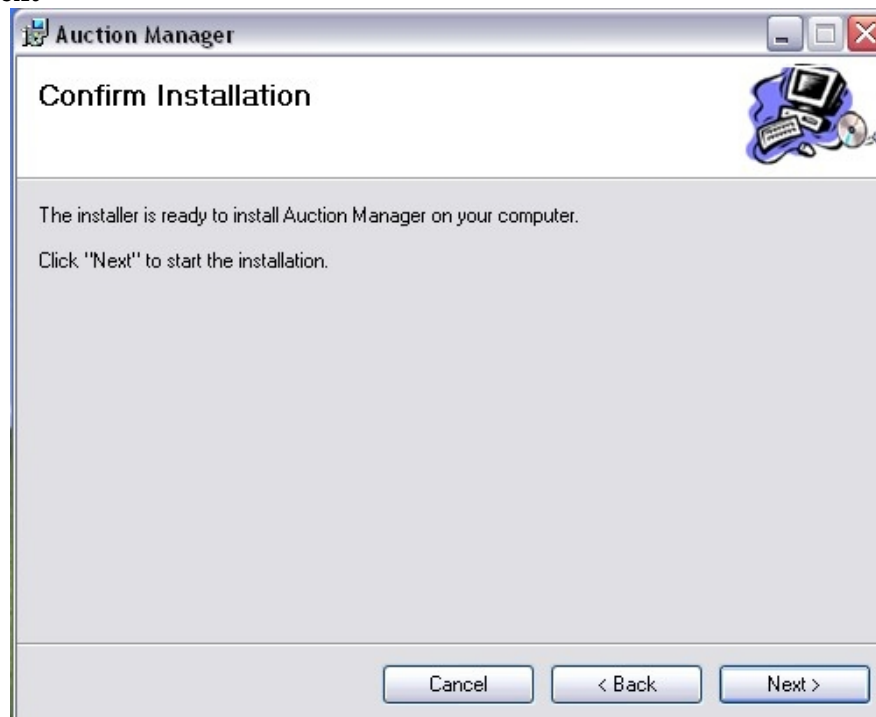 Auction Manager
Confirm Installation
The installer is ready to install Auction Manager on your computer.
Click "Next" to start the installation.
Cancel
< Back
Next >